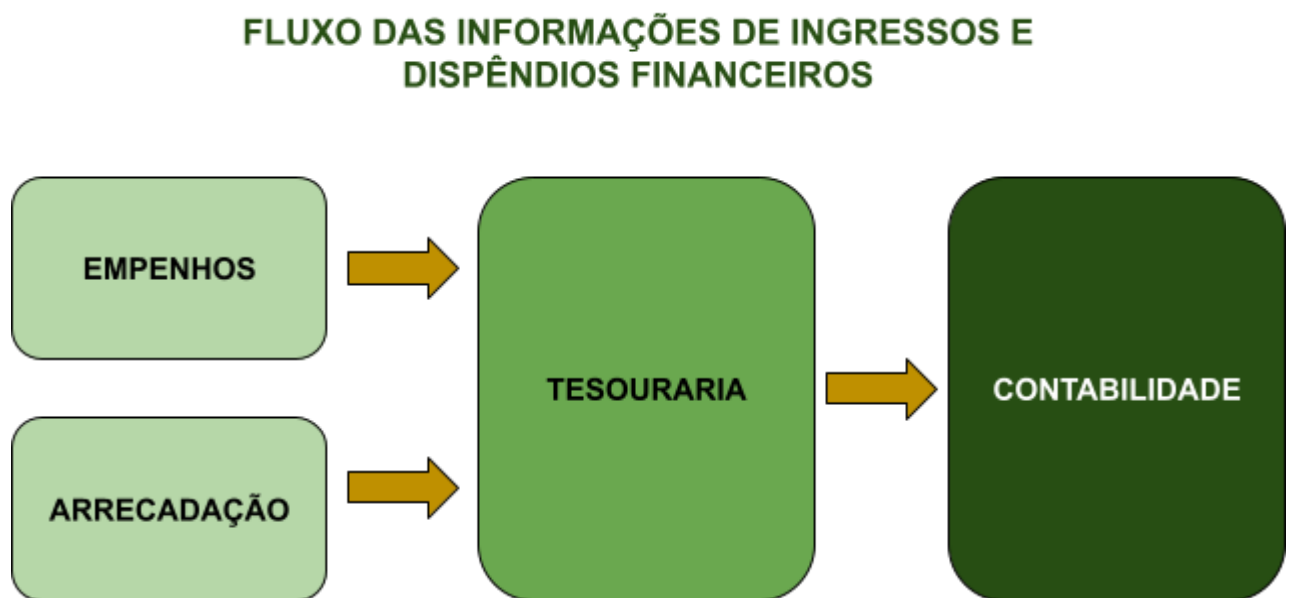 FLUXO DAS INFORMAÇÕES DE INGRESSOS E
DISPÊNDIOS FINANCEIROS
EMPENHOS
ARRECADAÇÃO
TESOURARIA
CONTABILIDADE